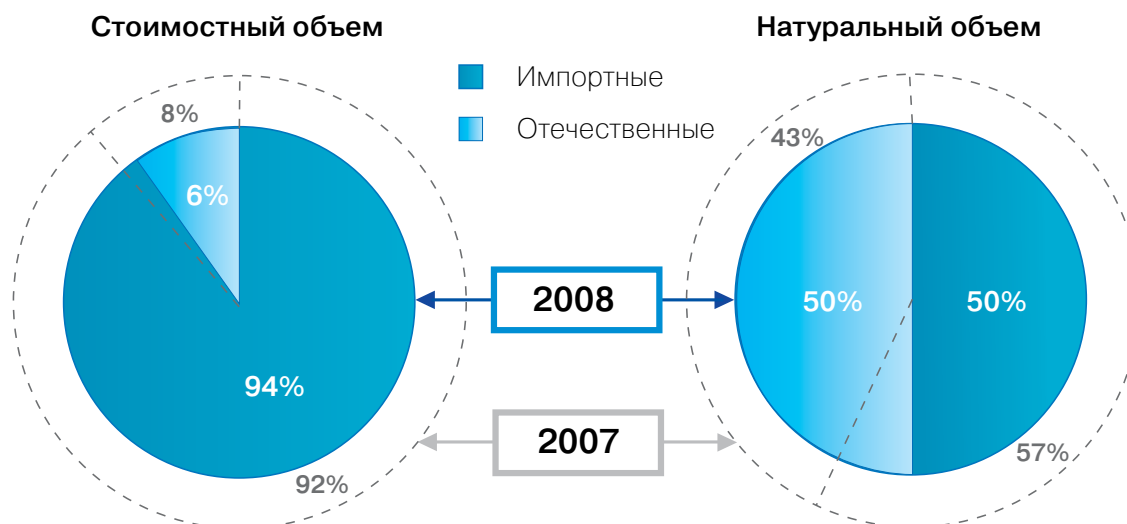 Стоимостный объем
Натуральный объем
Импортные
Отечественные
8%
6%
94%
92%
2008
2007
43%
50%
50%
57%